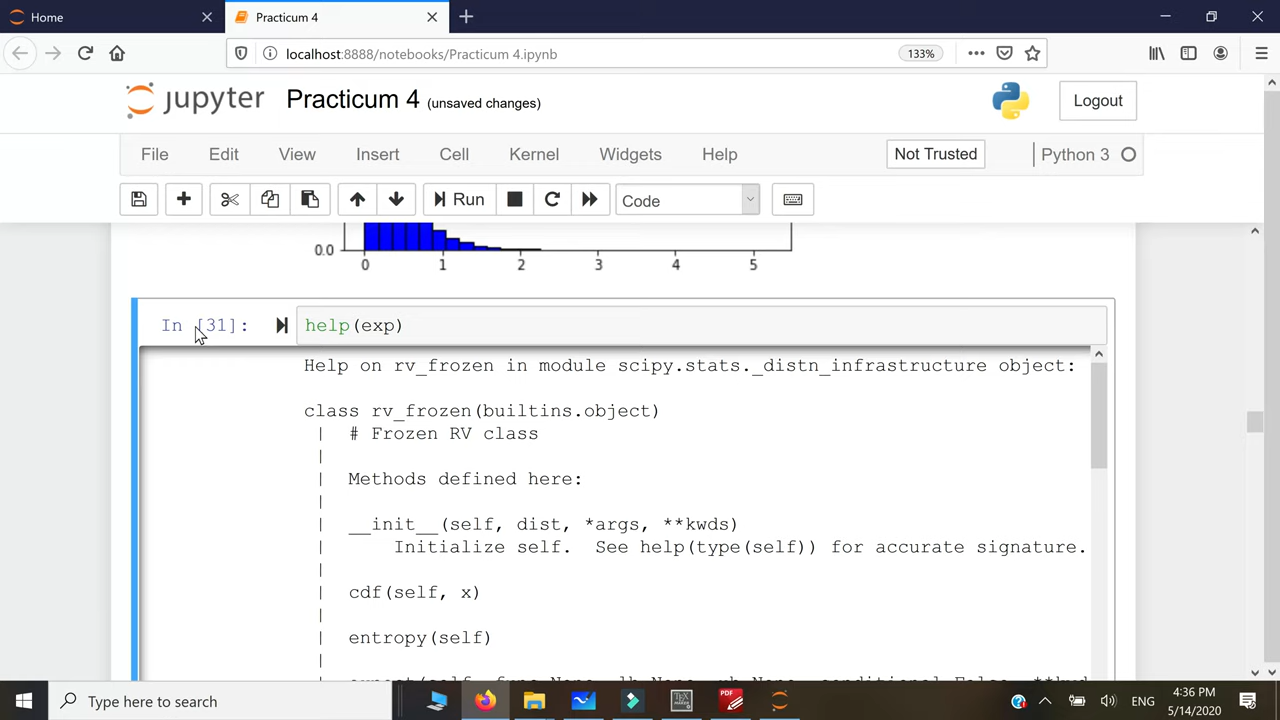 Home
Practicum 4
localhost:8888/notebooks/Practicum 4.ipynb
133%
jupyter Practicum 4 (unsaved changes)
Logout
File Edit View Insert Cell Kernel Widgets Help
Not Trusted
Python 3
Run
Code
0.0
0 1 2 3 4 5
In [31]:
help(exp)
Help on rv_frozen in module scipy.stats._distn_infrastructure object:
class rv_frozen(builtins.object)
| # Frozen RV class
|
| Methods defined here:
|
| __init__(self, dist, *args, **kwds)
| Initialize self. See help(type(self)) for accurate signature.
|
| cdf(self, x)
|
| entropy(self)
|
Type here to search
ENG
4:36 PM
5/14/2020